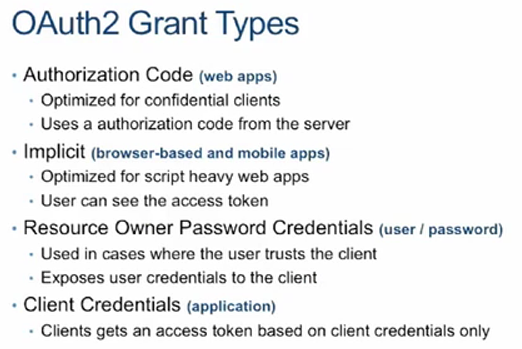 OAuth2 Grant Types
• Authorization Code (web apps)
• Optimized for confidential clients
• Uses a authorization code from the server
• Implicit (browser-based and mobile apps)
• Optimized for script heavy web apps
• User can see the access token
• Resource Owner Password Credentials (user / password)
• Used in cases where the user trusts the client
• Exposes user credentials to the client
• Client Credentials (application)
• Clients gets an access token based on client credentials only